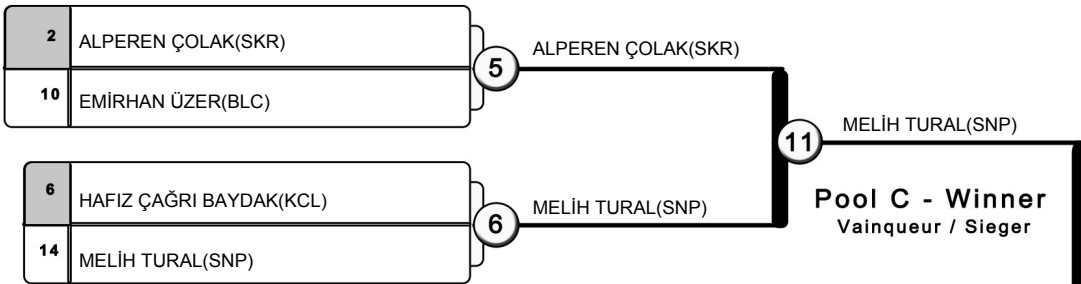 2 ALPEREN ÇOLAK(SKR)
10 EMİRHAN ÜZER(BLC)
5 ALPEREN ÇOLAK(SKR)
6 HAFIZ ÇAĞRI BAYDAK(KCL)
14 MELİH TURAL(SNP)
6 MELİH TURAL(SNP)
11 MELİH TURAL(SNP)
Pool C - Winner
Vainqueur / Sieger